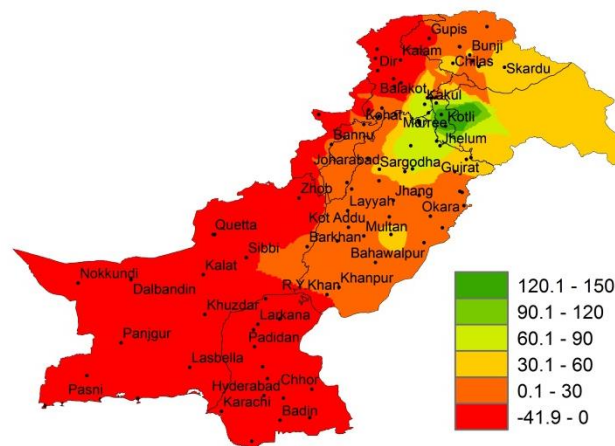 Gupis
Kalam
Bunji
Dir
Chilas
Skardu
Balakot
Kakul
Kohat
Murree
Kotli
Bannu
Jhelum
Joharabad
Sargodha
Gujrat
Zhob
Layyah
Jhang
Okara
Kot Addu
Quetta
Multan
Barkhan
Sibbi
Bahawalpur
Nokkundi
Kalat
Dalbandin
R.Y.Khan
Khanpur
Khuzdar
Larkana
Panjgur
Padidan
Lasbella
Pasni
Hyderabad
Chhor
Karachi
Badin
120.1 - 150
90.1 - 120
60.1 - 90
30.1 - 60
0.1 - 30
-41.9 - 0